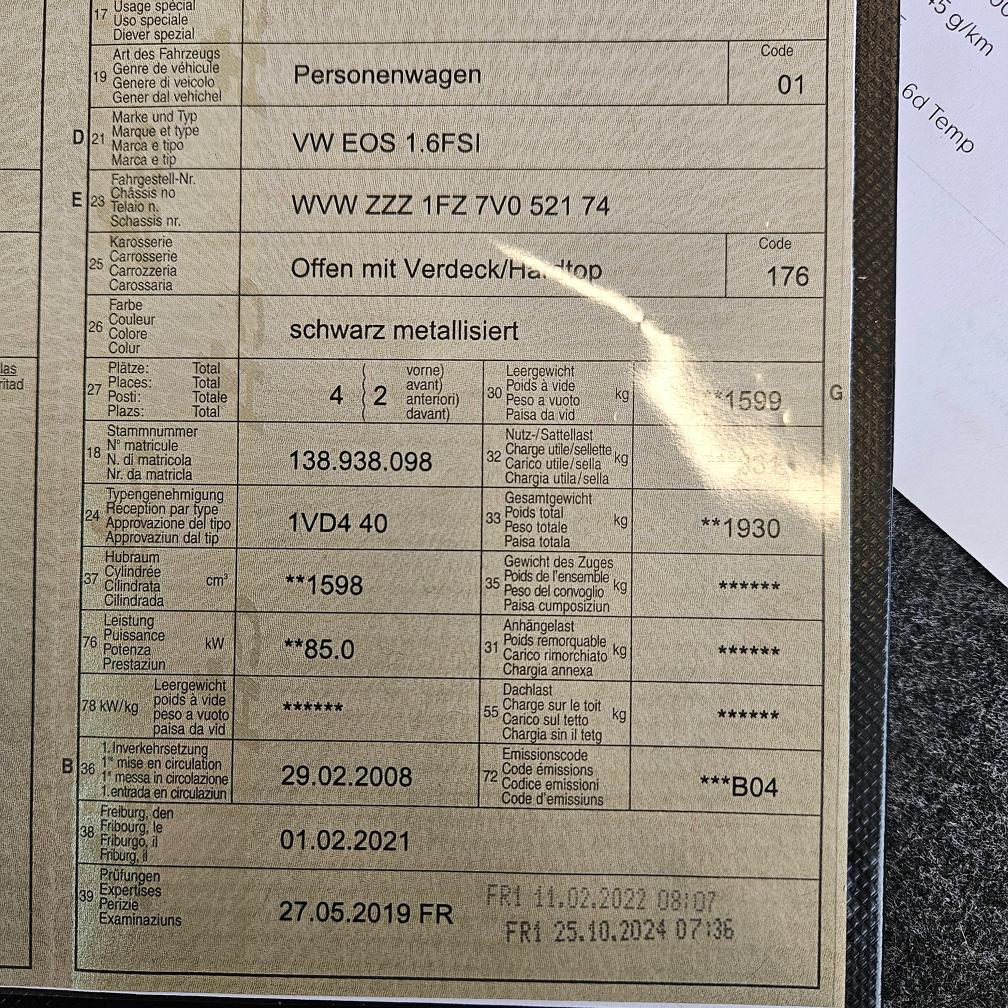 17 Usage spécial
Uso speciale
Diever spezial
19 Art des Fahrzeugs
Genre de véhicule
Genere di veicolo
Gener dal vehichel
Personenwagen
Code
01
D 21 Marke und Typ
Marque et type
Marca e tipo
Marca e tip
VW EOS 1.6FSI
E 23 Fahrgestell-Nr.
Châssis no
Telaio n.
Schassis nr.
WVW ZZZ 1FZ 7V0 521 74
25 Karosserie
Carrosserie
Carrozzeria
Carossaria
Offen mit Verdeck/Hardtop
Code
176
26 Farbe
Couleur
Colore
Colur
schwarz metallisiert
27 Plätze: Total
Places: Total
Posti: Totale
Plazs: Total
4 2
vorne)
avant)
anteriori)
davant)
30 Leergewicht
Poids à vide
Peso a vuoto
Paisa da vid
kg
**1599
G
18 Stammnummer
N° matricule
N. di matricola
Nr. da matricla
138.938.098
32 Nutz-/Sattellast
Charge utile/sellette
Carico utile/sella
Chargia utila/sella
kg
24 Typengenehmigung
Réception par type
Approvazione del tipo
Approvaziun dal tip
1VD4 40
33 Gesamtgewicht
Poids total
Peso totale
Paisa totala
kg
**1930
37 Hubraum
Cylindrée
Cilindrata
Cilindrada
cm³
**1598
35 Gewicht des Zuges
Poids de l'ensemble
Peso del convoglio
Paisa cumposiziun
kg
******
76 Leistung
Puissance
Potenza
Prestaziun
kW
**85.0
31 Anhängelast
Poids remorquable
Carico rimorchiato
Chargia annexa
kg
******
78 kW/kg
Leergewicht
poids à vide
peso a vuoto
paisa da vid
******
55 Dachlast
Charge sur le toit
Carico sul tetto
Chargia sin il tetg
kg
******
B 36 1. Inverkehrsetzung
1re mise en circulation
1a messa in circolazione
1. entrada en circulaziun
29.02.2008
72 Emissionscode
Code émissions
Codice emissioni
Code d'emissiuns
***B04
38 Freiburg, den
Fribourg, le
Friburgo, il
Friburg, il
01.02.2021
39 Prüfungen
Expertises
Perizie
Examinaziuns
27.05.2019 FR
FR1 11.02.2022 08:07
FR1 25.10.2024 07:36
g/km
6d Temp
las
ritad